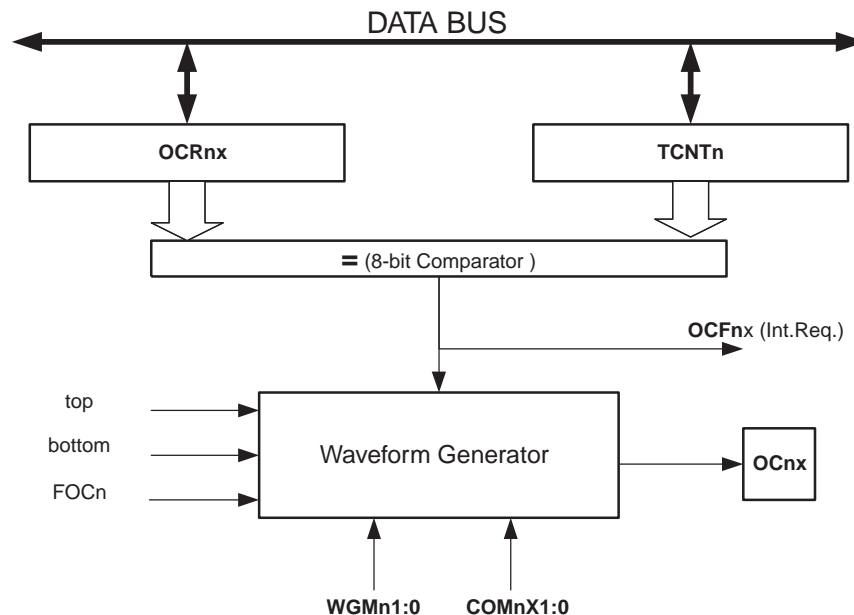 DATA BUS
OCRnx
TCNTn
= (8-bit Comparator )
OCFnx (Int.Req.)
top
bottom
FOCn
Waveform Generator
OCnx
WGMn1:0
COMnX1:0